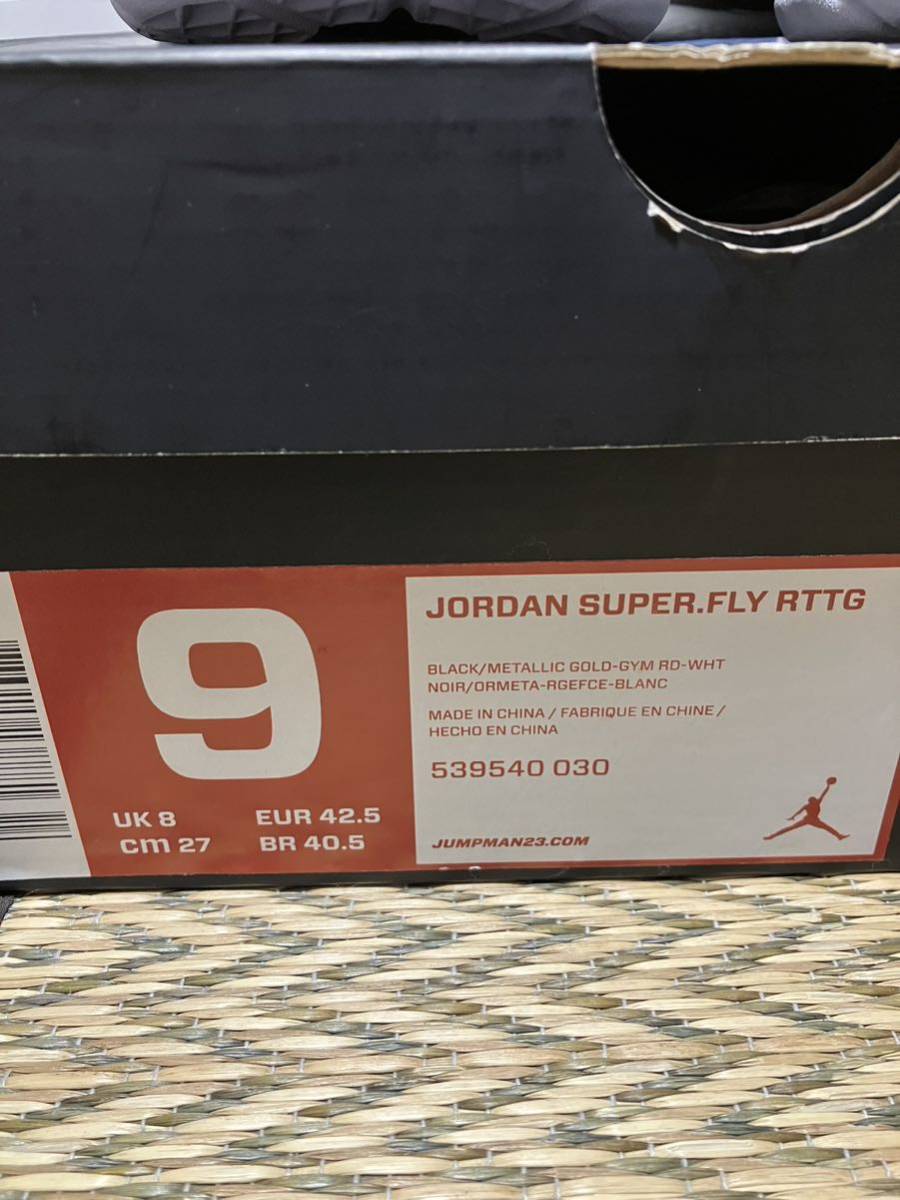 9
UK 8
EUR 42.5
cm 27
BR 40.5
JORDAN SUPER.FLY RTTG
BLACK/METALLIC GOLD-GYM RD-WHT
NOIR/ORMETA-RGEFCE-BLANC
MADE IN CHINA / FABRIQUE EN CHINE /
HECHO EN CHINA
539540 030
JUMPMAN23.COM